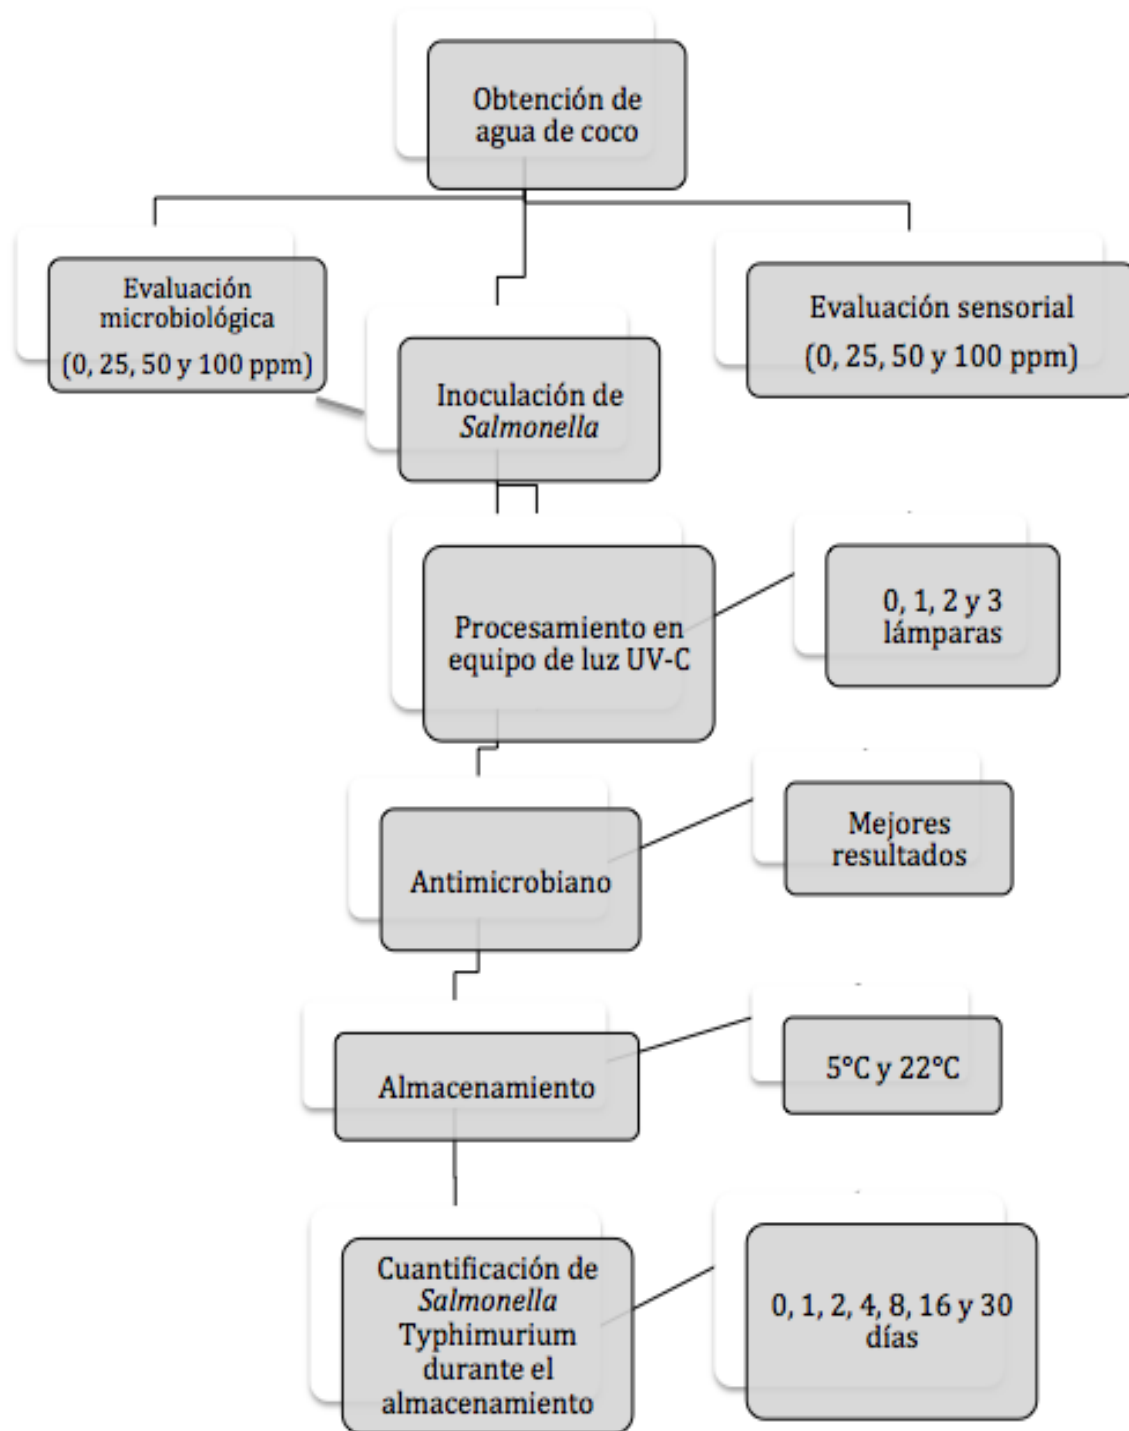 Obtención de
agua de coco
Evaluación
microbiológica
(0, 25, 50 y 100 ppm)
Evaluación sensorial
(0, 25, 50 y 100 ppm)
Inoculación de
Salmonella
Procesamiento en
equipo de luz UV-C
0, 1, 2 y 3
lámparas
Antimicrobiano
Mejores
resultados
Almacenamiento
5°C y 22°C
Cuantificación de
Salmonella
Typhimurium
durante el
almacenamiento
0, 1, 2, 4, 8, 16 y 30
días